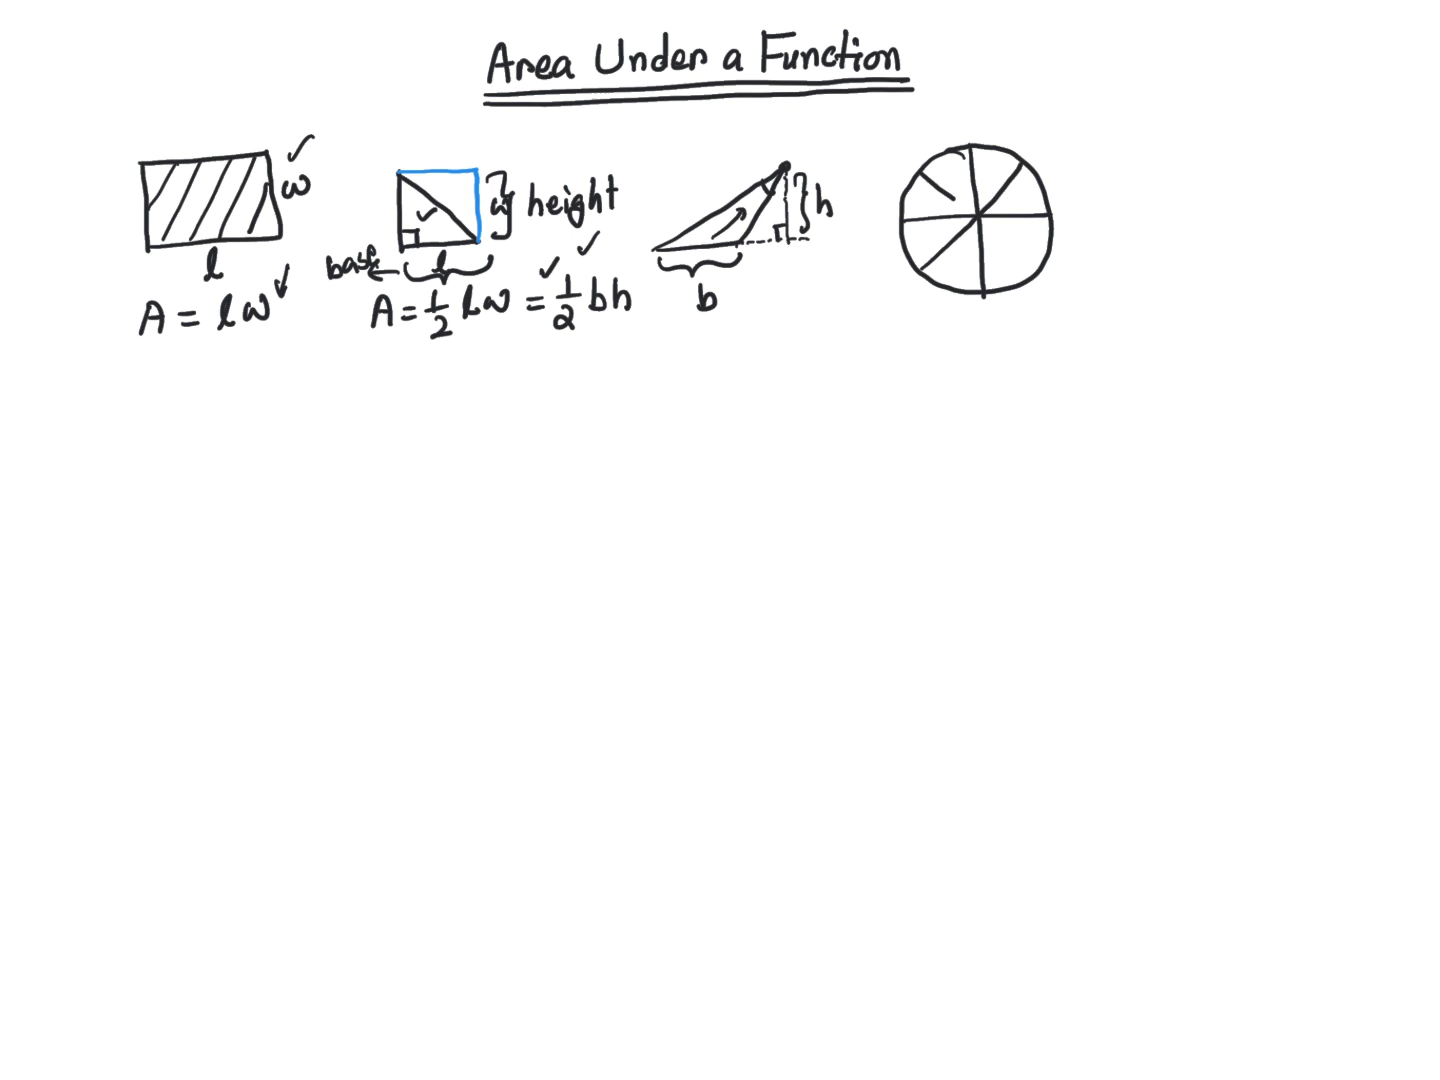 Area Under a Function
w
l
A = lw
w height
base l
A = 1/2 lw = 1/2 bh
h
b